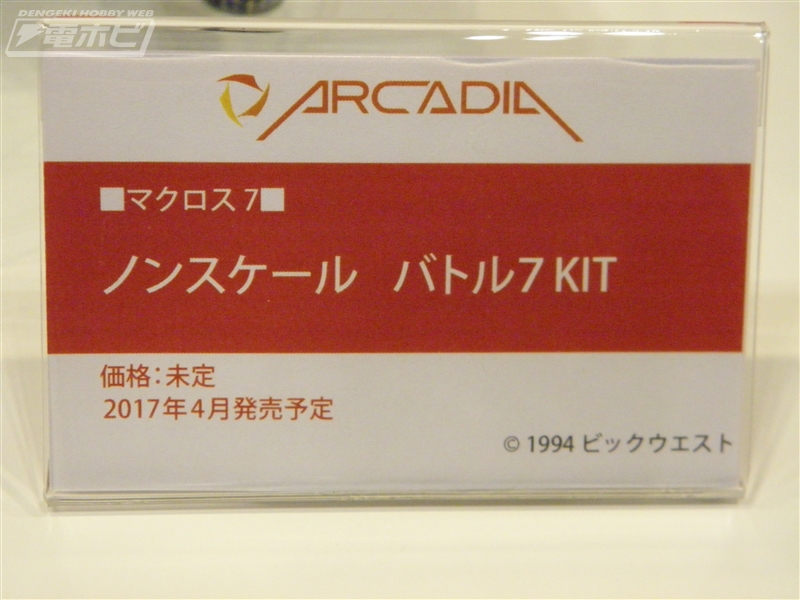 DENGEKI HOBBY WEB
電ホビ
ARCADIA
■マクロス 7■
ノンスケール　バトル 7 KIT
価格：未定
2017年4月発売予定
© 1994 ビックウエスト